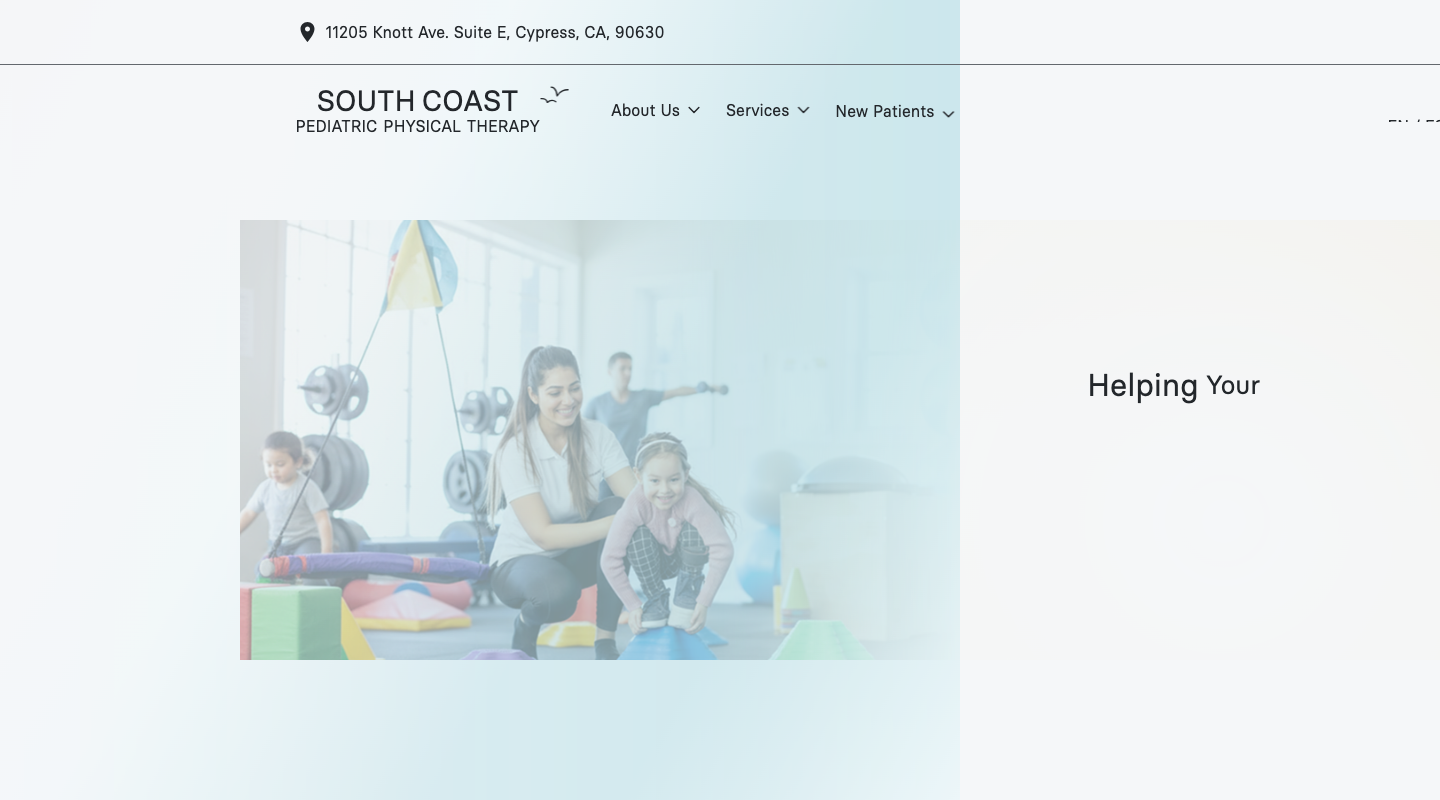 11205 Knott Ave. Suite E, Cypress, CA, 90630
SOUTH COAST
PEDIATRIC PHYSICAL THERAPY
About Us
Services
New Patients
Helping Your